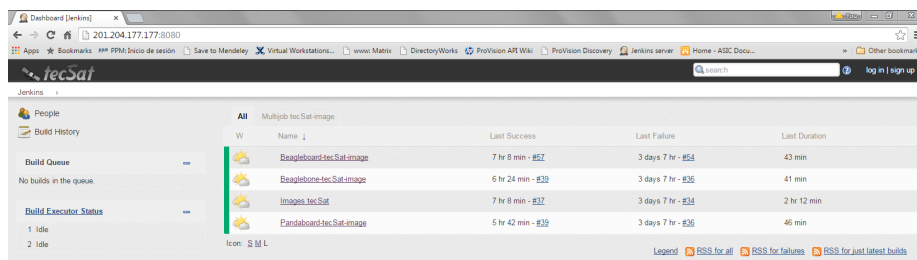 Dashboard [Jenkins]
201.204.177.177:8080
Apps Bookmarks PPM: Inicio de sesión Save to Mendeley Virtual Workstations... www. Matrix DirectoryWorks ProVision API Wiki ProVision Discovery Jenkins server Home - ASIC Docu... » Other bookmar
tecSat search log in | sign up
Jenkins
People
Build History
Build Queue
No builds in the queue.
Build Executor Status
1 Idle
2 Idle
All Multijob tecSat-image
W Name ↓ Last Success Last Failure Last Duration
Beagleboard-tecSat-image 7 hr 8 min - #57 3 days 7 hr - #54 43 min
Beaglebone-tecSat-image 6 hr 24 min - #39 3 days 7 hr - #36 41 min
Images tecSat 7 hr 8 min - #37 3 days 7 hr - #34 2 hr 12 min
Pandaboard-tecSat-image 5 hr 42 min - #39 3 days 7 hr - #36 46 min
Icon: S M L
Legend RSS for all RSS for failures RSS for just latest builds